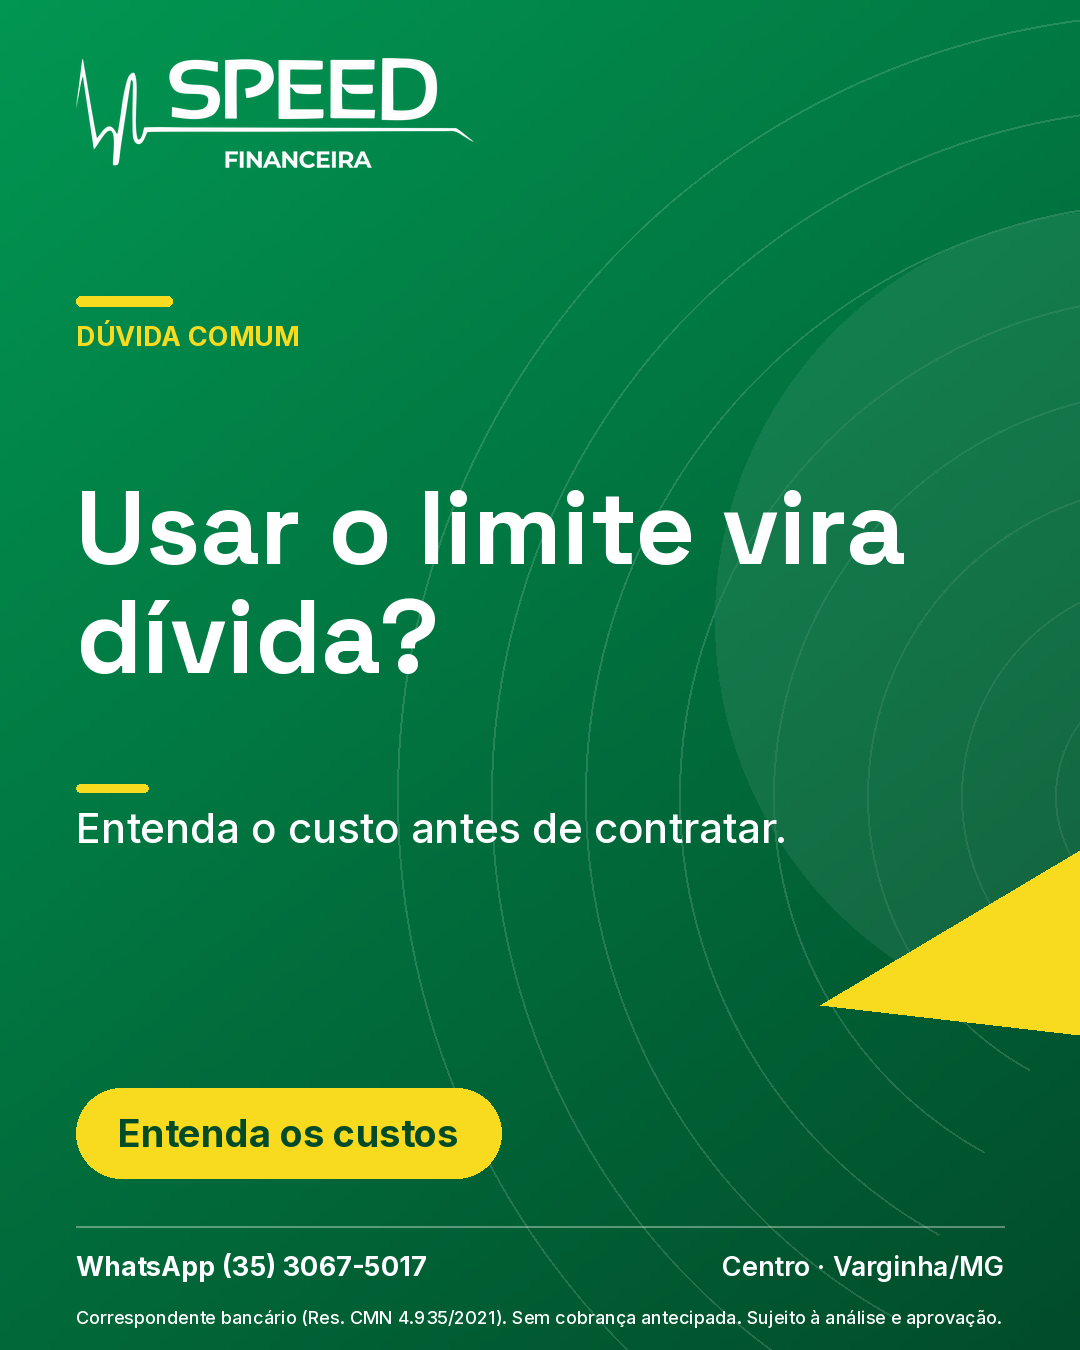 SPEED
FINANCEIRA
DÚVIDA COMUM
Usar o limite vira
dívida?
Entenda o custo antes de contratar.
Entenda os custos
WhatsApp (35) 3067-5017
Centro · Varginha/MG
Correspondente bancário (Res. CMN 4.935/2021). Sem cobrança antecipada. Sujeito à análise e aprovação.